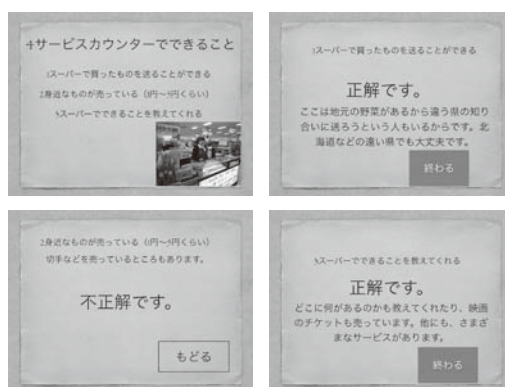 4サービスカウンターでできること
1スーパーで買ったものを送ることができる
2身近なものが売っている（1円〜5円くらい）
3スーパーでできることを教えてくれる
1スーパーで買ったものを送ることができる
正解です。
ここは地元の野菜があるから違う県の知り
合いに送ろうという人もいるからです。北
海道などの遠い県でも大丈夫です。
終わる
2身近なものが売っている（1円〜5円くらい）
切手などを売っているところもあります。
不正解です。
もどる
3スーパーでできることを教えてくれる
正解です。
どこに何があるのかも教えてくれたり、映画
のチケットも売っています。他にも、さまざ
まなサービスがあります。
終わる